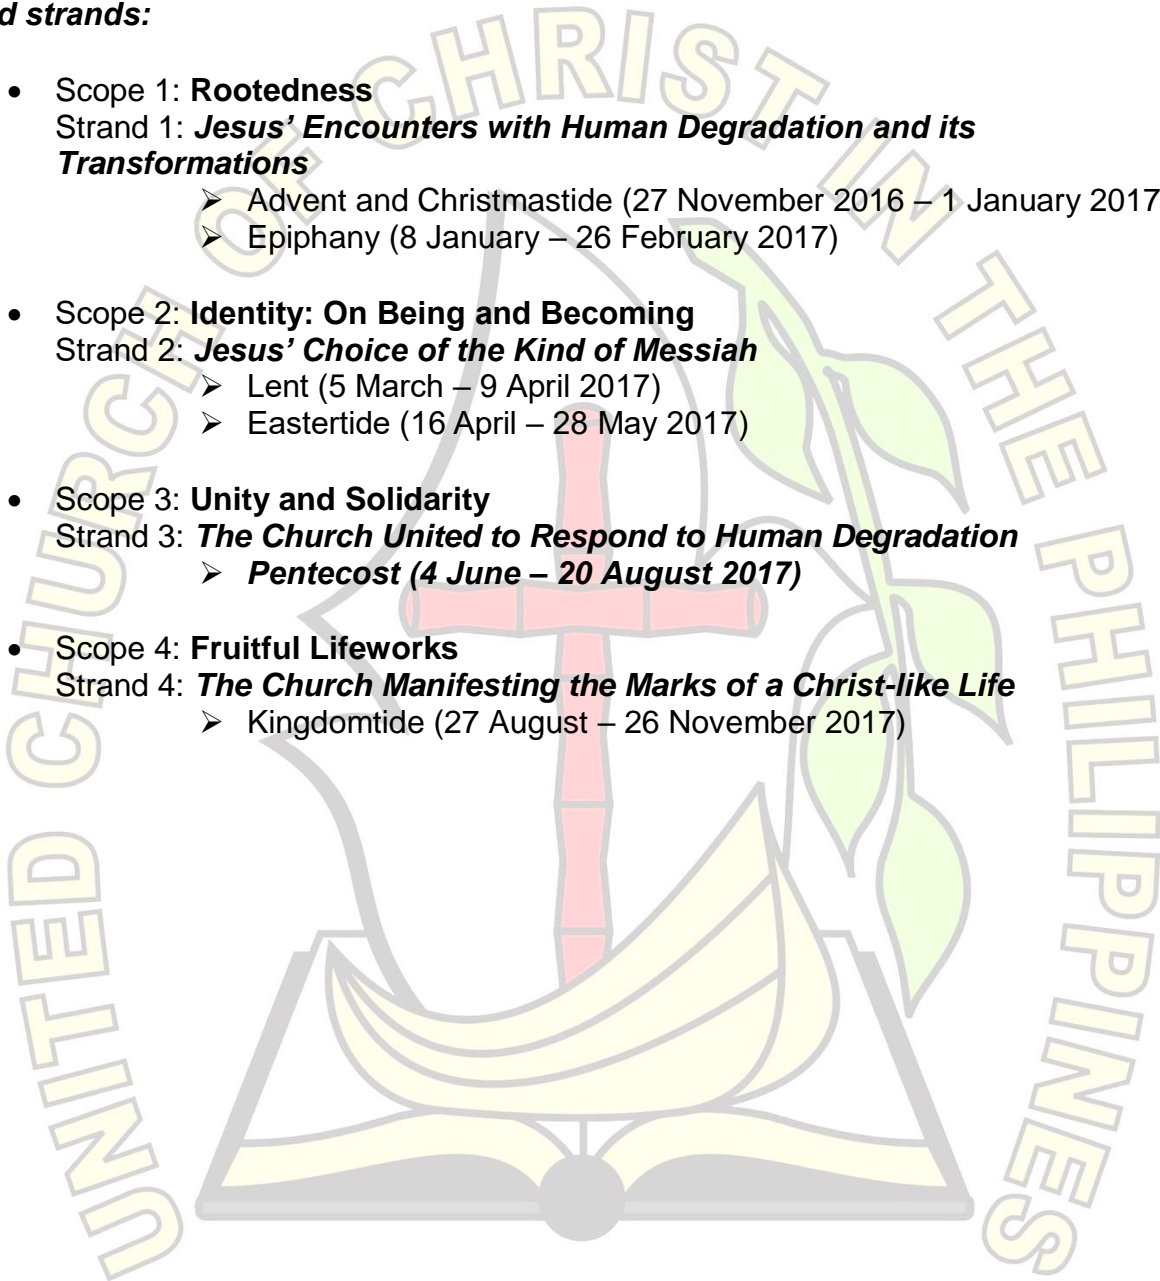 d strands:
• Scope 1: Rootedness
Strand 1: Jesus’ Encounters with Human Degradation and its
Transformations
➢ Advent and Christmastide (27 November 2016 – 1 January 2017
➢ Epiphany (8 January – 26 February 2017)
• Scope 2: Identity: On Being and Becoming
Strand 2: Jesus’ Choice of the Kind of Messiah
➢ Lent (5 March – 9 April 2017)
➢ Eastertide (16 April – 28 May 2017)
• Scope 3: Unity and Solidarity
Strand 3: The Church United to Respond to Human Degradation
➢ Pentecost (4 June – 20 August 2017)
• Scope 4: Fruitful Lifeworks
Strand 4: The Church Manifesting the Marks of a Christ-like Life
➢ Kingdomtide (27 August – 26 November 2017)
UNITED CHURCH OF CHRIST IN THE PHILIPPINES